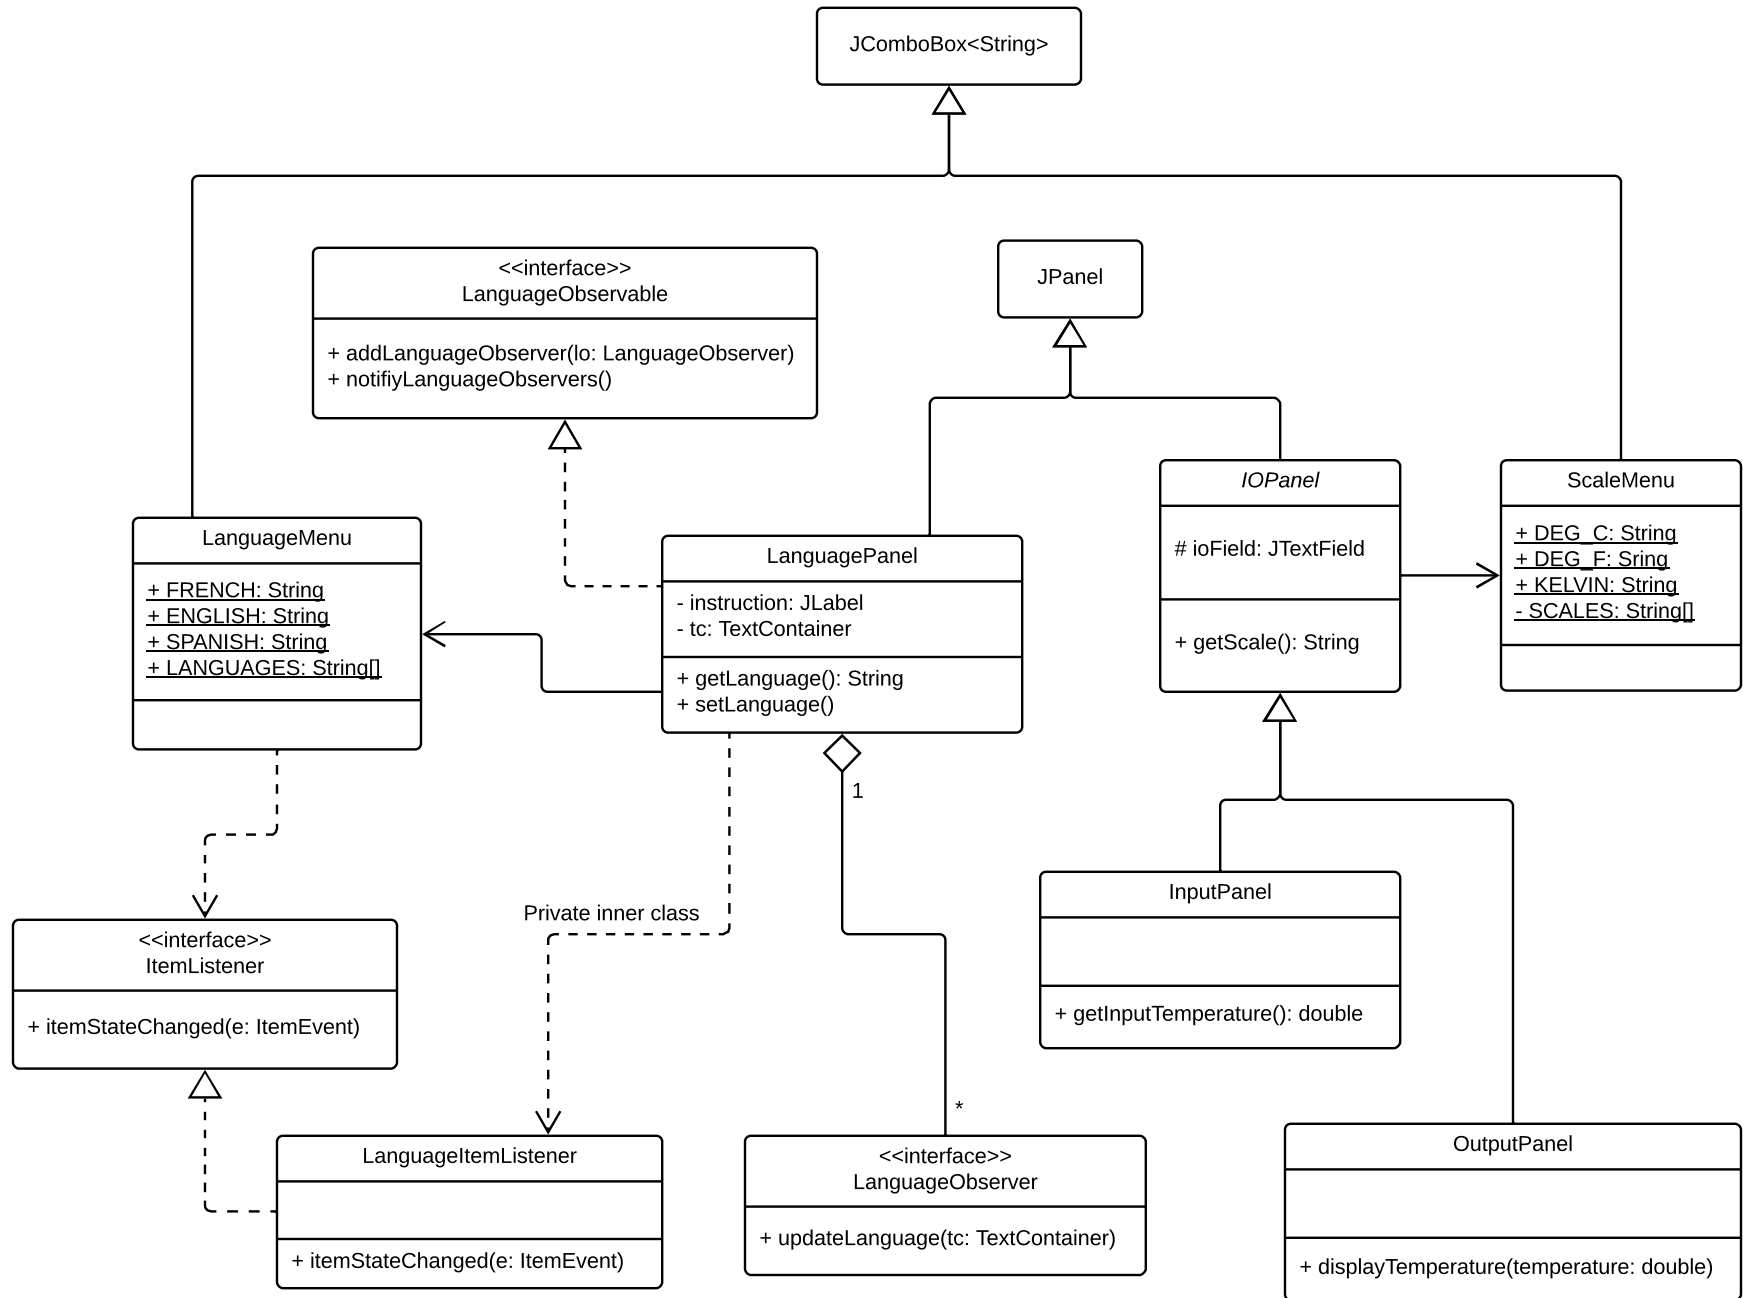 JComboBox<String>
<<interface>>
LanguageObservable
+ addLanguageObserver(lo: LanguageObserver)
+ notifiyLanguageObservers()
JPanel
LanguageMenu
+ FRENCH: String
+ ENGLISH: String
+ SPANISH: String
+ LANGUAGES: String[]
LanguagePanel
- instruction: JLabel
- tc: TextContainer
+ getLanguage(): String
+ setLanguage()
IOPanel
# ioField: JTextField
+ getScale(): String
ScaleMenu
+ DEG_C: String
+ DEG_F: Sring
+ KELVIN: String
- SCALES: String[]
1
Private inner class
*
<<interface>>
ItemListener
+ itemStateChanged(e: ItemEvent)
InputPanel
+ getInputTemperature(): double
LanguageItemListener
+ itemStateChanged(e: ItemEvent)
<<interface>>
LanguageObserver
+ updateLanguage(tc: TextContainer)
OutputPanel
+ displayTemperature(temperature: double)